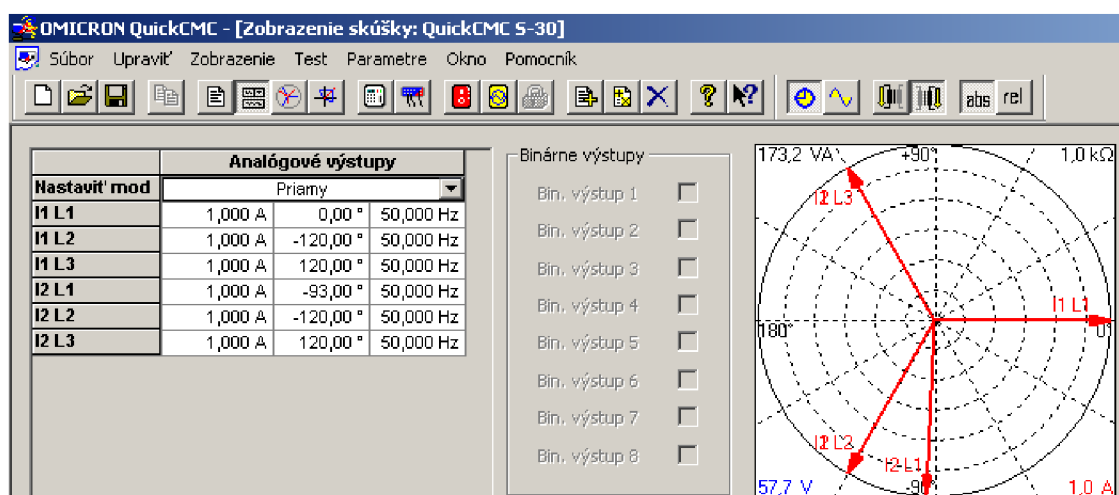 OMICRON QuickCMC - [Zobrazenie skúšky: QuickCMC S-30]
Súbor Upraviť Zobrazenie Test Parametre Okno Pomocník
abs rel
Analógové výstupy
Nastaviť mod Priamy
I1 L1 1,000 A 0,00 ° 50,000 Hz
I1 L2 1,000 A -120,00 ° 50,000 Hz
I1 L3 1,000 A 120,00 ° 50,000 Hz
I2 L1 1,000 A -93,00 ° 50,000 Hz
I2 L2 1,000 A -120,00 ° 50,000 Hz
I2 L3 1,000 A 120,00 ° 50,000 Hz
Binárne výstupy
Bin. výstup 1
Bin. výstup 2
Bin. výstup 3
Bin. výstup 4
Bin. výstup 5
Bin. výstup 6
Bin. výstup 7
Bin. výstup 8
173,2 VA +90° 1,0 kΩ
I2 L3
I1 L1
180° 0°
I2 L2
I2 L1
57,7 V -90° 1,0 A